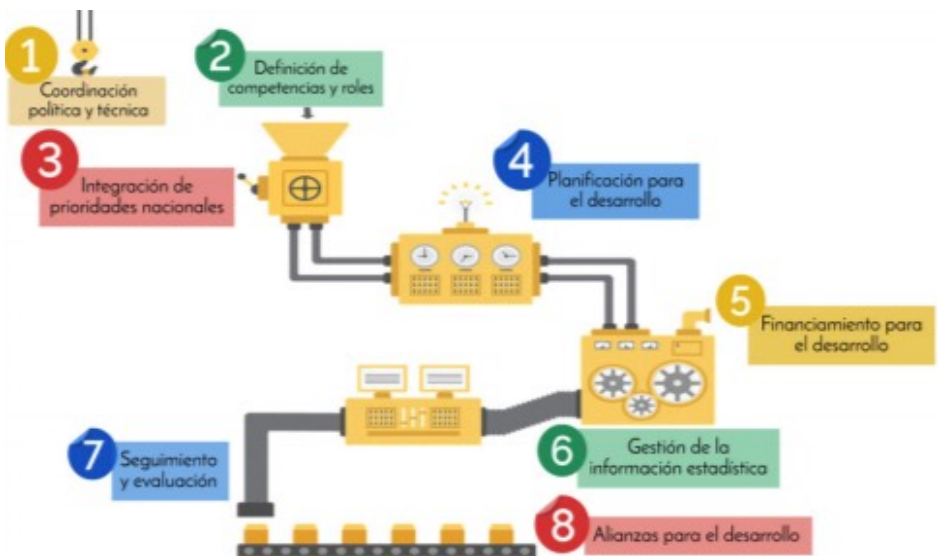 1
Coordinación
política y técnica
2
Definición de
competencias y roles
3
Integración de
prioridades nacionales
4
Planificación para
el desarrollo
5
Financiamiento para
el desarrollo
6
Gestión de la
información estadística
7
Seguimiento
y evaluación
8
Alianzas para el desarrollo